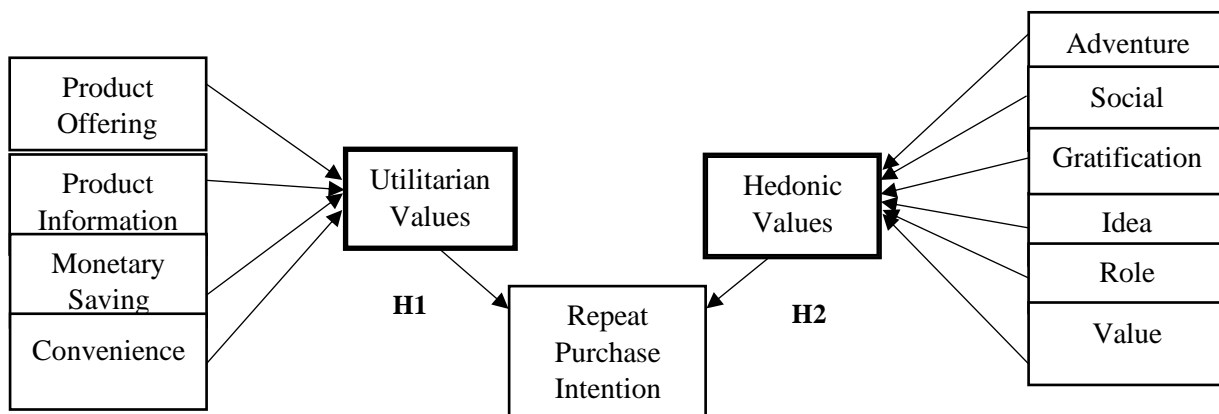 Product
Offering
Product
Information
Monetary
Saving
Convenience
Utilitarian
Values
H1
Repeat
Purchase
Intention
Hedonic
Values
H2
Adventure
Social
Gratification
Idea
Role
Value